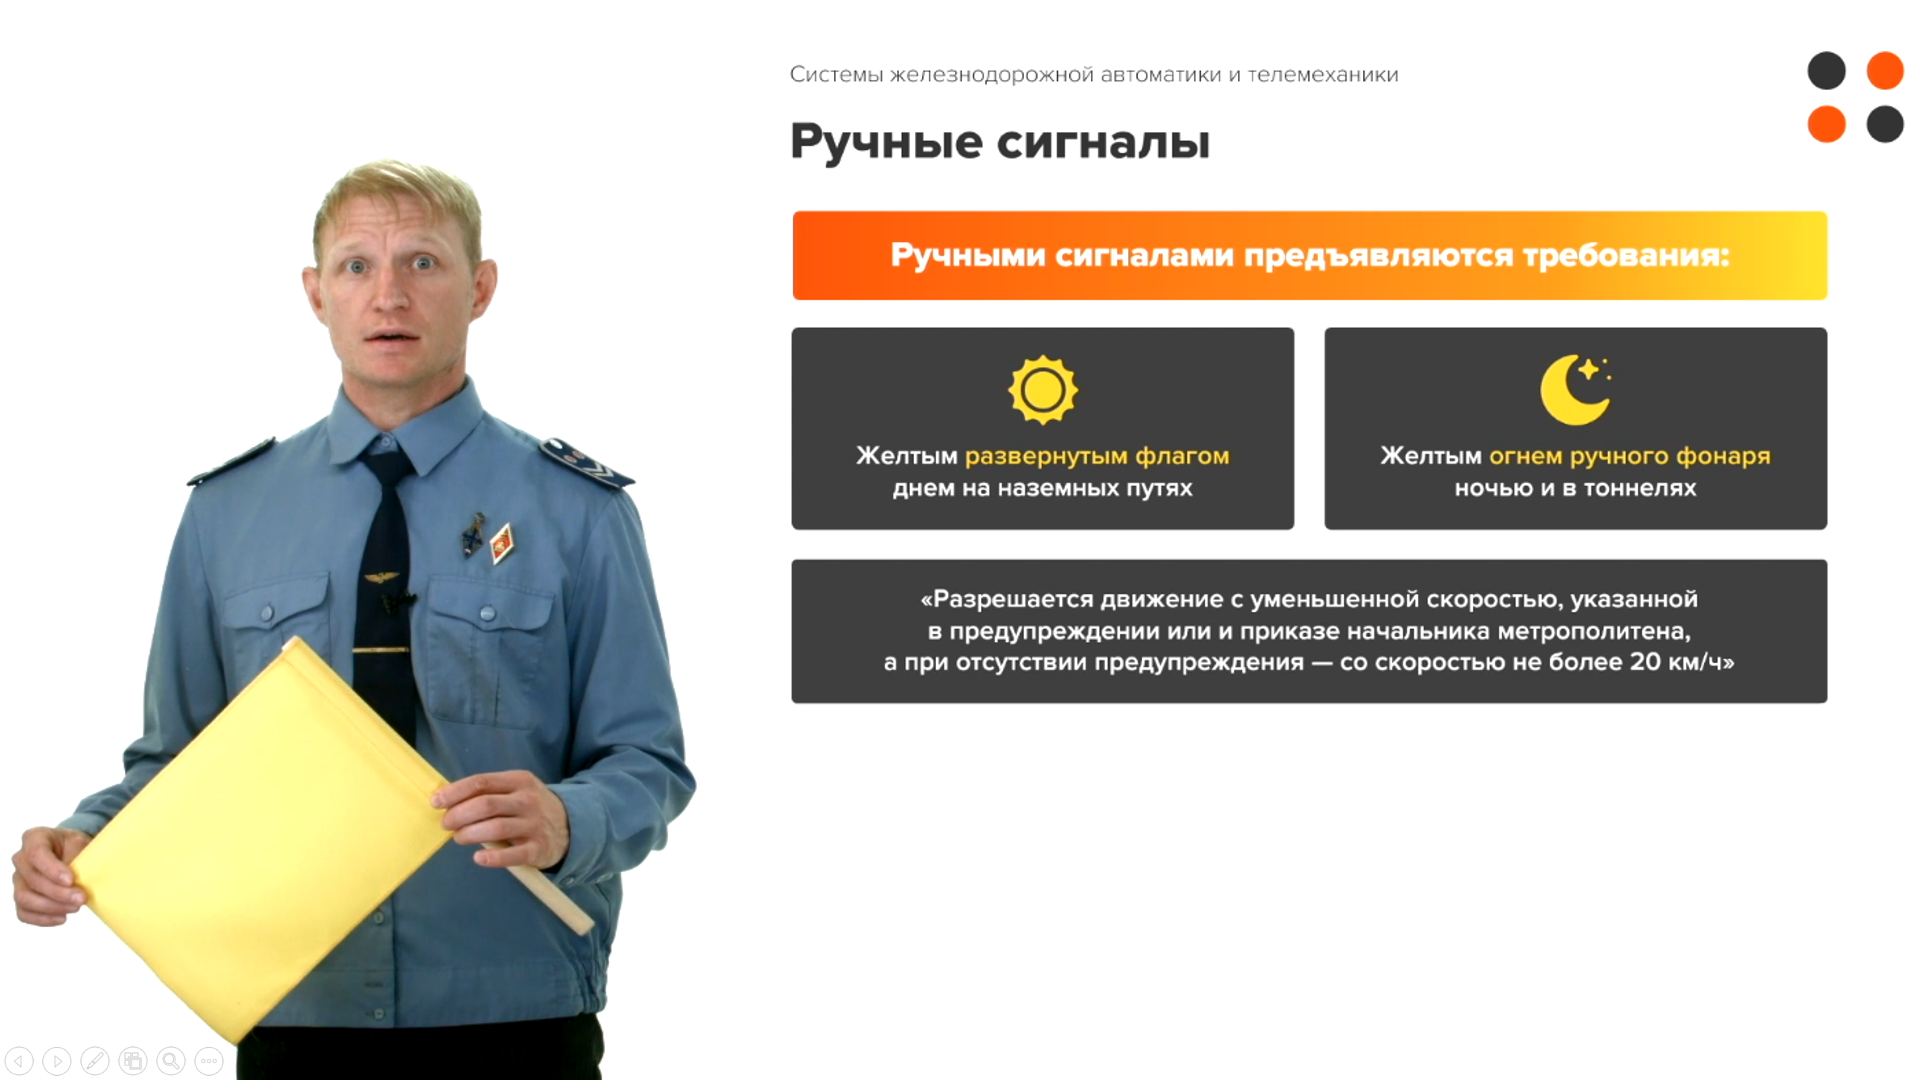 Системы железнодорожной автоматики и телемеханики
Ручные сигналы
Ручными сигналами предъявляются требования:
Желтым развернутым флагом
днем на наземных путях
Желтым огнем ручного фонаря
ночью и в тоннелях
«Разрешается движение с уменьшенной скоростью, указанной
в предупреждении или и приказе начальника метрополитена,
а при отсутствии предупреждения — со скоростью не более 20 км/ч»